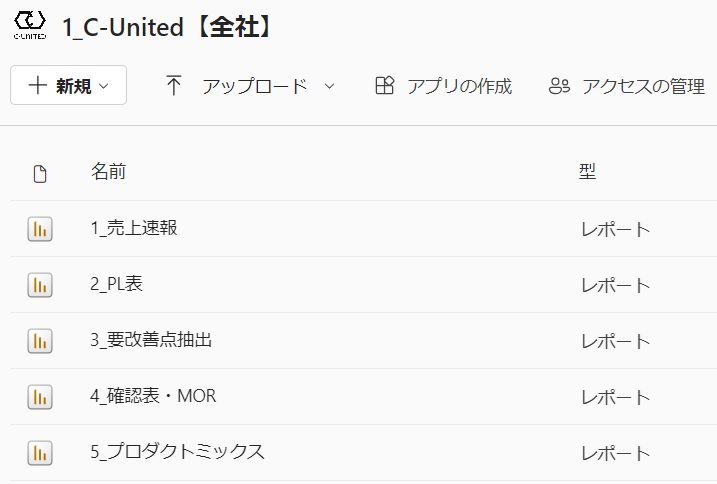 C-UNITED
1_C-United【全社】
新規
アップロード
アプリの作成
アクセスの管理
名前
型
1_売上速報
レポート
2_PL表
レポート
3_要改善点抽出
レポート
4_確認表・MOR
レポート
5_プロダクトミックス
レポート